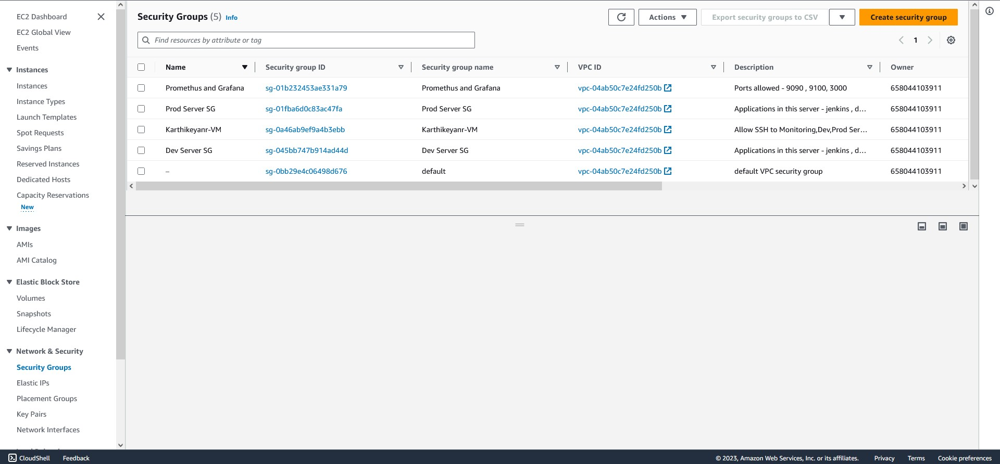 EC2 Dashboard
EC2 Global View
Events
Instances
Instances
Instance Types
Launch Templates
Spot Requests
Savings Plans
Reserved Instances
Dedicated Hosts
Capacity Reservations
New
Images
AMIs
AMI Catalog
Elastic Block Store
Volumes
Snapshots
Lifecycle Manager
Network & Security
Security Groups
Elastic IPs
Placement Groups
Key Pairs
Network Interfaces
Security Groups (5) Info
Actions
Export security groups to CSV
Create security group
Find resources by attribute or tag
1
Name Security group ID Security group name VPC ID Description Owner
Promethus and Grafana sg-01b232453ae331a79 Promethus and Grafana vpc-04ab50c7e24fd250b Ports allowed - 9090 , 9100, 3000 658044103911
Prod Server SG sg-01fba6d0c83ac47fa Prod Server SG vpc-04ab50c7e24fd250b Applications in this server - jenkins , d... 658044103911
Karthikeyanr-VM sg-0a46ab9ef9a4b3ebb Karthikeyanr-VM vpc-04ab50c7e24fd250b Allow SSH to Monitoring,Dev,Prod Ser... 658044103911
Dev Server SG sg-045bb747b914ad44d Dev Server SG vpc-04ab50c7e24fd250b Applications in this server - jenkins , d... 658044103911
– sg-0bb29e4c06498d676 default vpc-04ab50c7e24fd250b default VPC security group 658044103911
CloudShell Feedback © 2023, Amazon Web Services, Inc. or its affiliates. Privacy Terms Cookie preferences